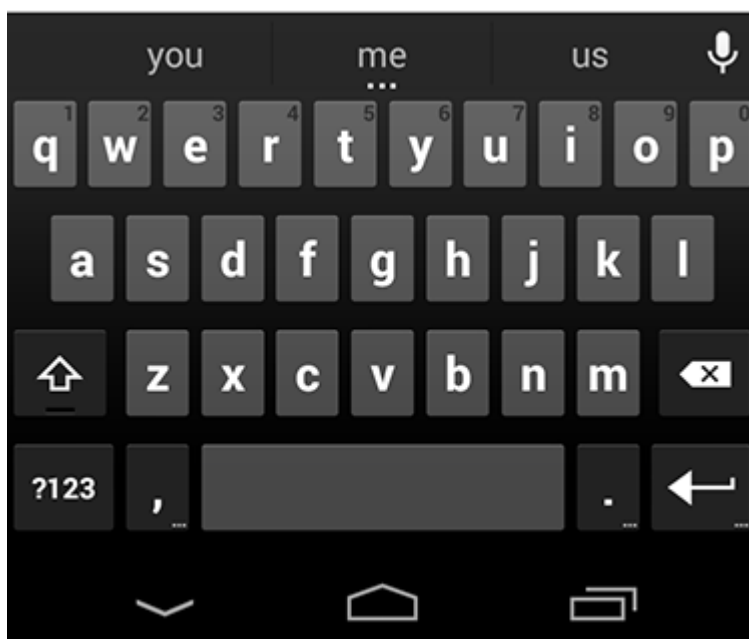 you me us
1 2 3 4 5 6 7 8 9 0
q w e r t y u i o p
a s d f g h j k l
z x c v b n m
?123 , .